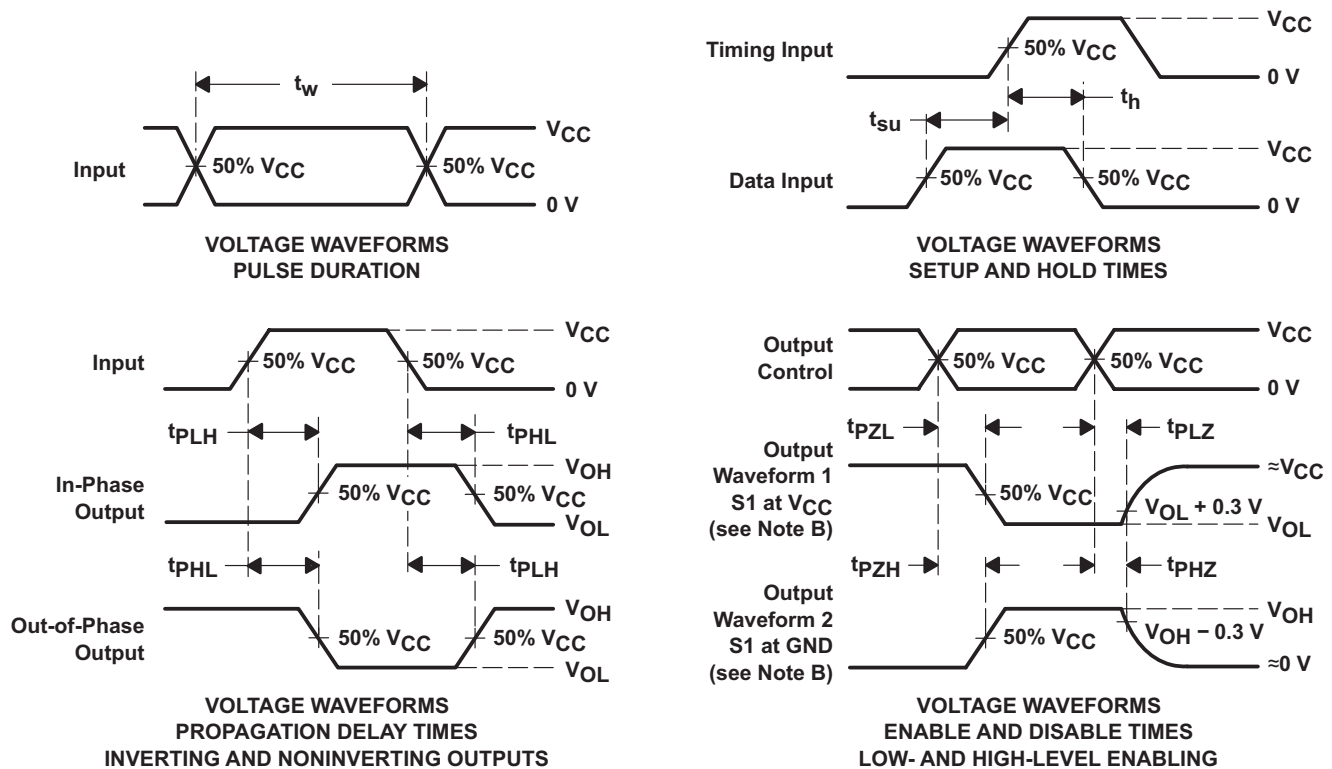 tw
VCC
Input
50% VCC
50% VCC
0 V
VOLTAGE WAVEFORMS
PULSE DURATION
VCC
Timing Input
50% VCC
0 V
th
tsu
VCC
Data Input
50% VCC
50% VCC
0 V
VOLTAGE WAVEFORMS
SETUP AND HOLD TIMES
VCC
Input
50% VCC
50% VCC
0 V
tPLH
tPHL
VOH
In-Phase
Output
50% VCC
50% VCC
VOL
tPHL
tPLH
VOH
Out-of-Phase
Output
50% VCC
50% VCC
VOL
VOLTAGE WAVEFORMS
PROPAGATION DELAY TIMES
INVERTING AND NONINVERTING OUTPUTS
VCC
Output
Control
50% VCC
50% VCC
0 V
tPZL
tPLZ
Output
Waveform 1
S1 at VCC
(see Note B)
50% VCC
≈VCC
VOL + 0.3 V
VOL
tPZH
tPHZ
Output
Waveform 2
S1 at GND
(see Note B)
50% VCC
VOH
VOH − 0.3 V
≈0 V
VOLTAGE WAVEFORMS
ENABLE AND DISABLE TIMES
LOW- AND HIGH-LEVEL ENABLING